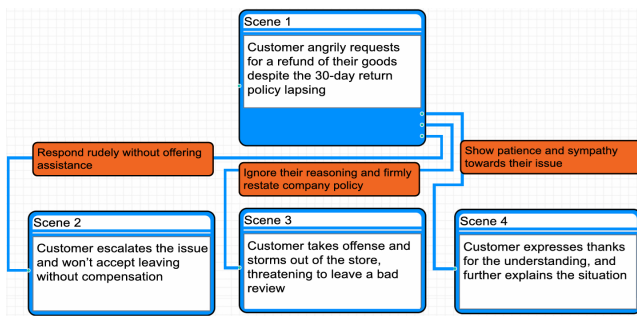 Scene 1
Customer angrily requests
for a refund of their goods
despite the 30-day return
policy lapsing
Respond rudely without offering
assistance
Ignore their reasoning and firmly
restate company policy
Show patience and sympathy
towards their issue
Scene 2
Customer escalates the issue
and won't accept leaving
without compensation
Scene 3
Customer takes offense and
storms out of the store,
threatening to leave a bad
review
Scene 4
Customer expresses thanks
for the understanding, and
further explains the situation